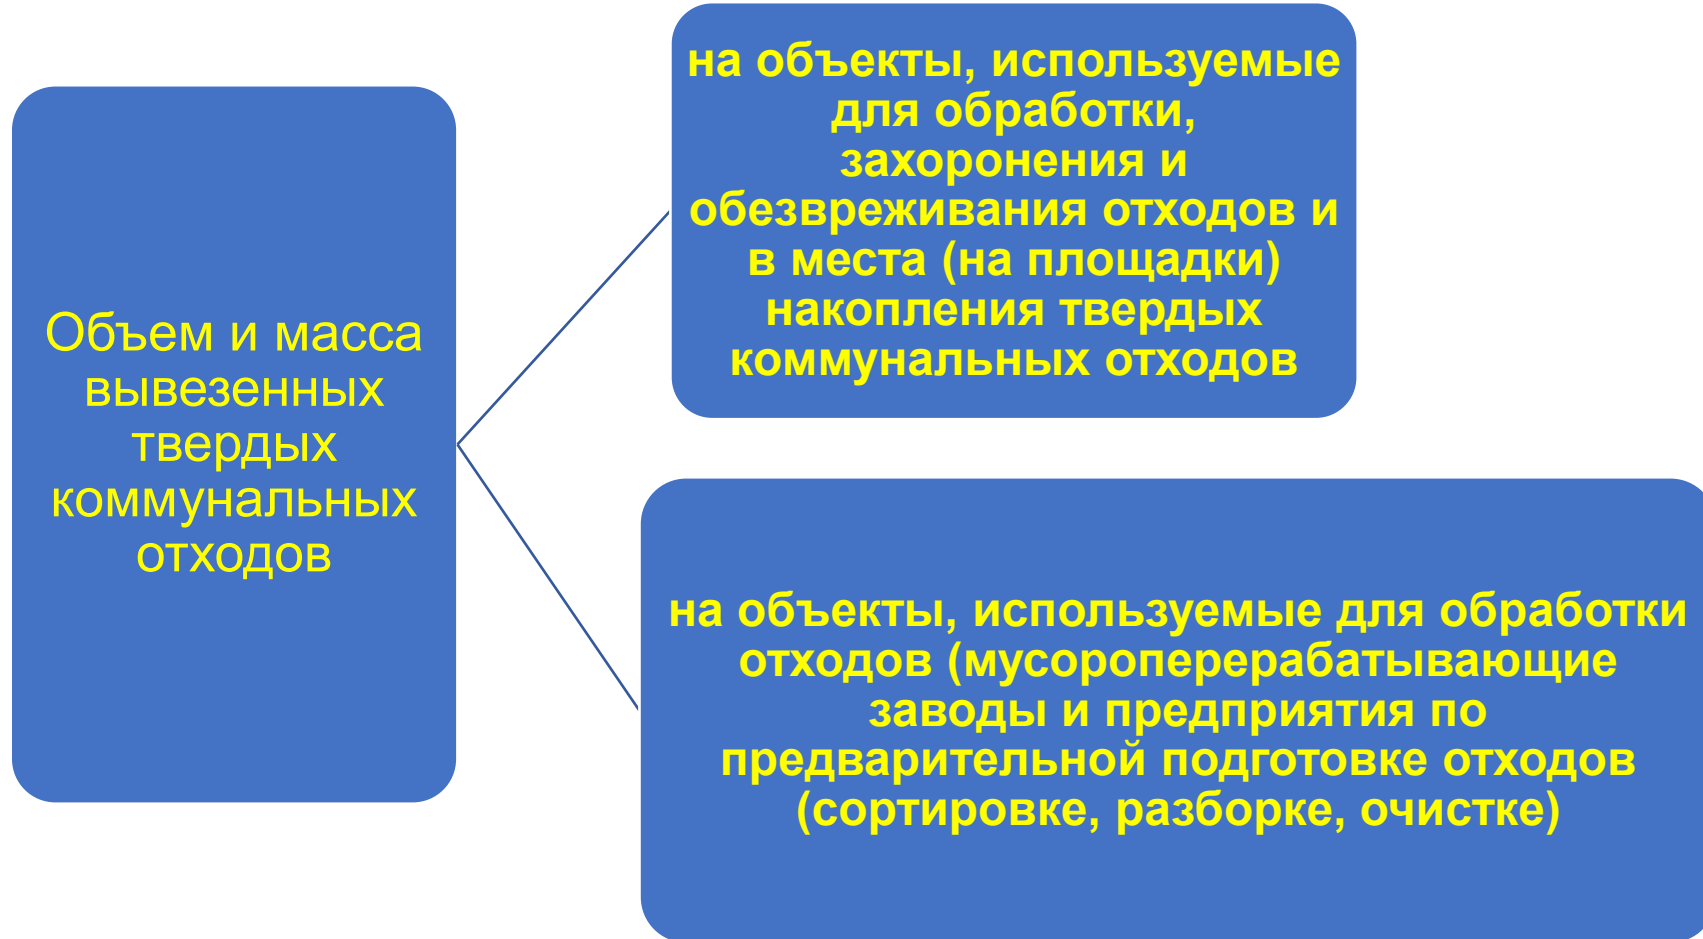 Объем и масса
вывезенных
твердых
коммунальных
отходов
на объекты, используемые
для обработки,
захоронения и
обезвреживания отходов и
в места (на площадки)
накопления твердых
коммунальных отходов
на объекты, используемые для обработки
отходов (мусороперерабатывающие
заводы и предприятия по
предварительной подготовке отходов
(сортировке, разборке, очистке)